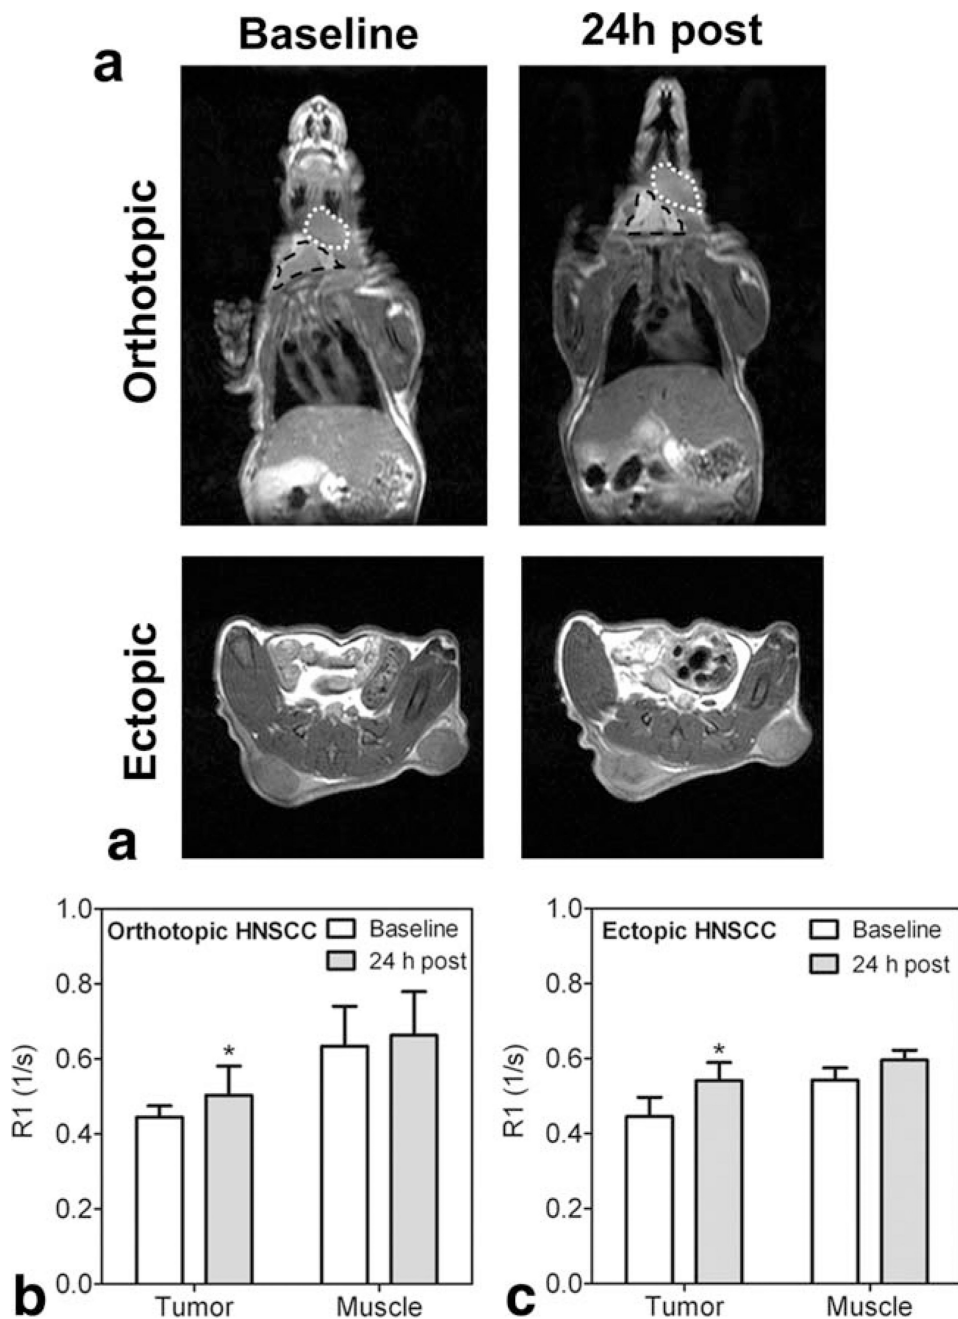 Baseline 24h post
a
Orthotopic
Ectopic
a
1.0
0.8
0.6
0.4
0.2
0.0
R1 (1/s)
Orthotopic HNSCC
Baseline
24 h post
*
Tumor Muscle
b
1.0
0.8
0.6
0.4
0.2
0.0
R1 (1/s)
Ectopic HNSCC
Baseline
24 h post
*
Tumor Muscle
c